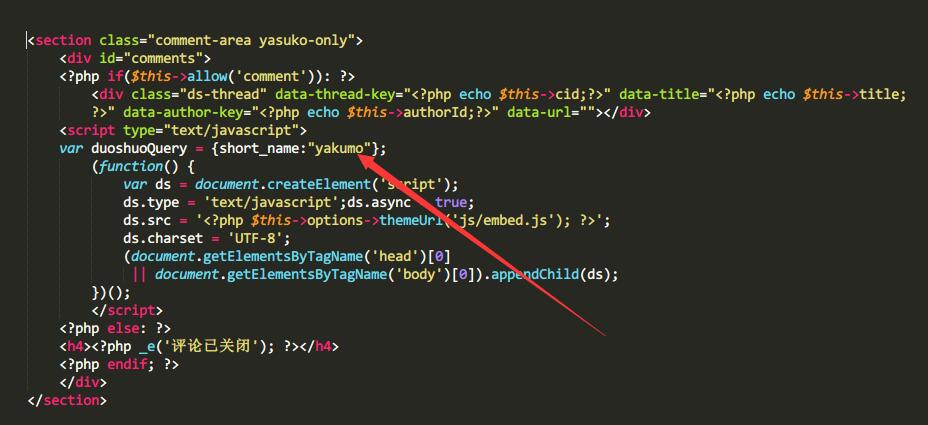 <section class="comment-area yasuko-only">
<div id="comments">
<?php if($this->allow('comment')): ?>
<div class="ds-thread" data-thread-key="<?php echo $this->cid;?>" data-title="<?php echo $this->title;
?>" data-author-key="<?php echo $this->authorId;?>" data-url=""></div>
<script type="text/javascript">
var duoshuoQuery = {short_name:"yakumo"};
(function() {
var ds = document.createElement('script');
ds.type = 'text/javascript';ds.async true;
ds.src = '<?php $this->options->themeUrl('js/embed.js'); ?>';
ds.charset = 'UTF-8';
(document.getElementsByTagName('head')[0]
|| document.getElementsByTagName('body')[0]).appendChild(ds);
})();
</script>
<?php else: ?>
<h4><?php _e('评论已关闭'); ?></h4>
<?php endif; ?>
</div>
</section>